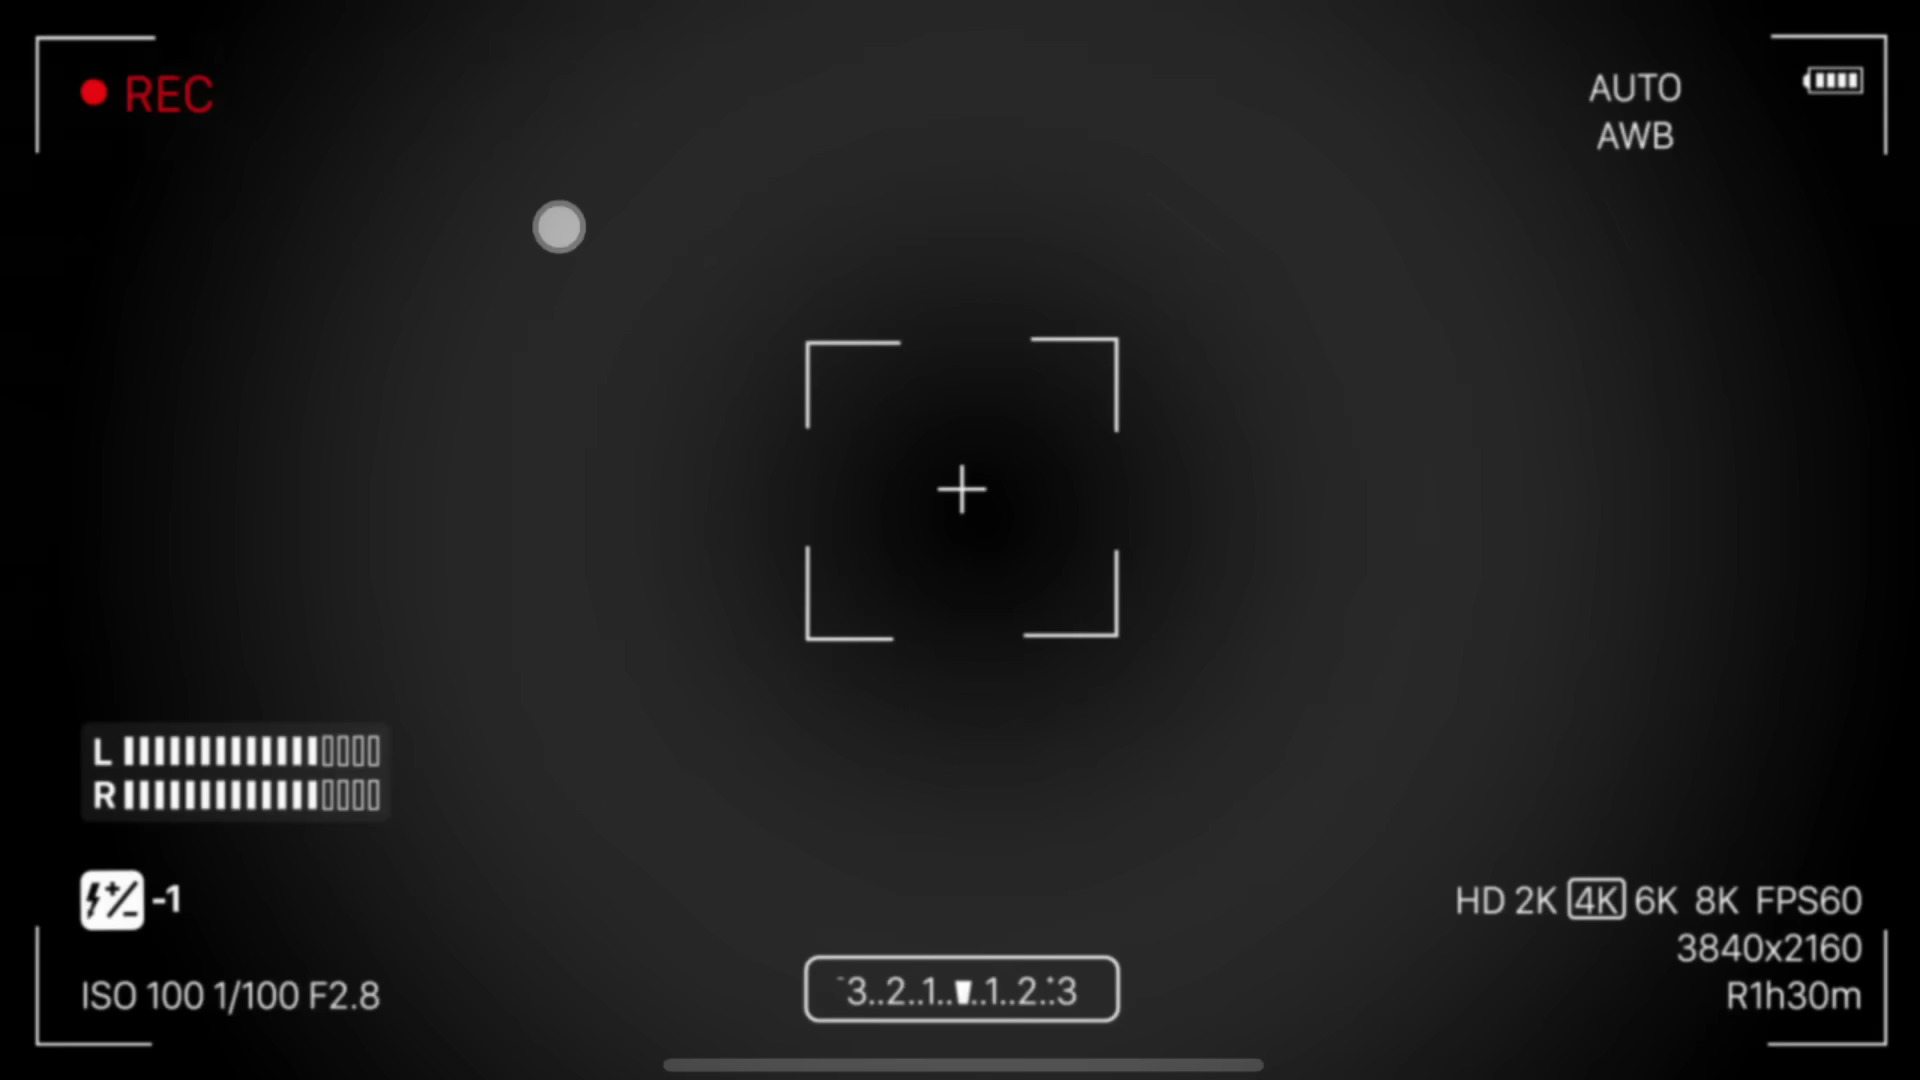 REC
AUTO
AWB
L
R
-1
ISO 100 1/100 F2.8
-3..2..1....1..2..3
HD 2K 4K 6K 8K FPS60
3840x2160
R1h30m